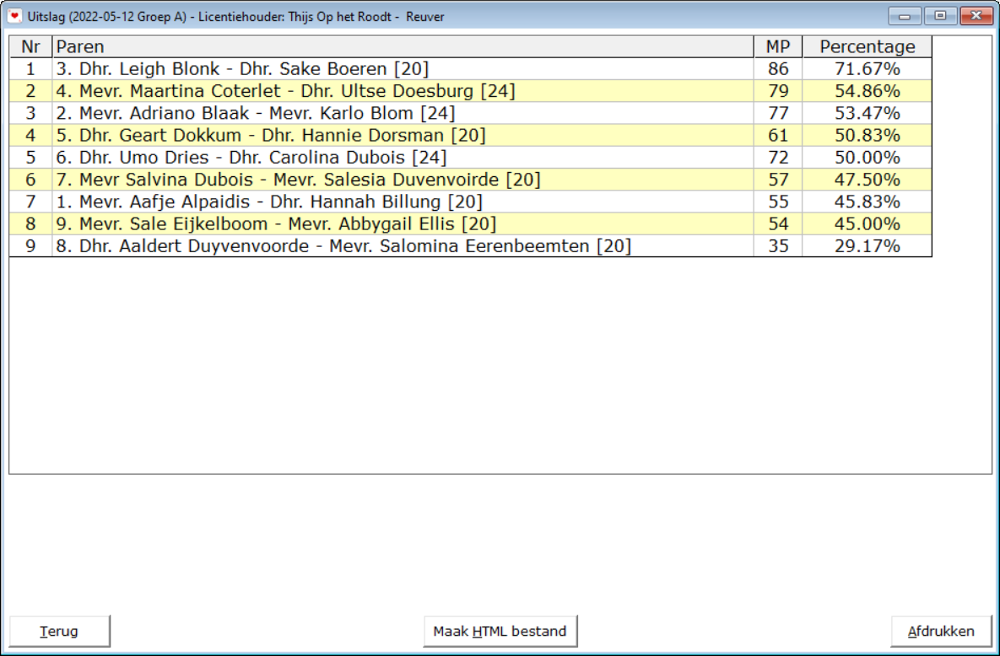 Uitslag (2022-05-12 Groep A) - Licentiehouder: Thijs Op het Roodt - Reuver
Nr Paren MP Percentage
1 3. Dhr. Leigh Blonk - Dhr. Sake Boeren [20] 86 71.67%
2 4. Mevr. Maartina Coterlet - Dhr. Ultse Doesburg [24] 79 54.86%
3 2. Mevr. Adriano Blaak - Mevr. Karlo Blom [24] 77 53.47%
4 5. Dhr. Geart Dokkum - Dhr. Hannie Dorsman [20] 61 50.83%
5 6. Dhr. Umo Dries - Dhr. Carolina Dubois [24] 72 50.00%
6 7. Mevr Salvina Dubois - Mevr. Salesia Duvenvoirde [20] 57 47.50%
7 1. Mevr. Aafje Alpaidis - Dhr. Hannah Billung [20] 55 45.83%
8 9. Mevr. Sale Eijkelboom - Mevr. Abbygail Ellis [20] 54 45.00%
9 8. Dhr. Aaldert Duyvenvoorde - Mevr. Salomina Eerenbeemten [20] 35 29.17%
Terug Maak HTML bestand Afdrukken